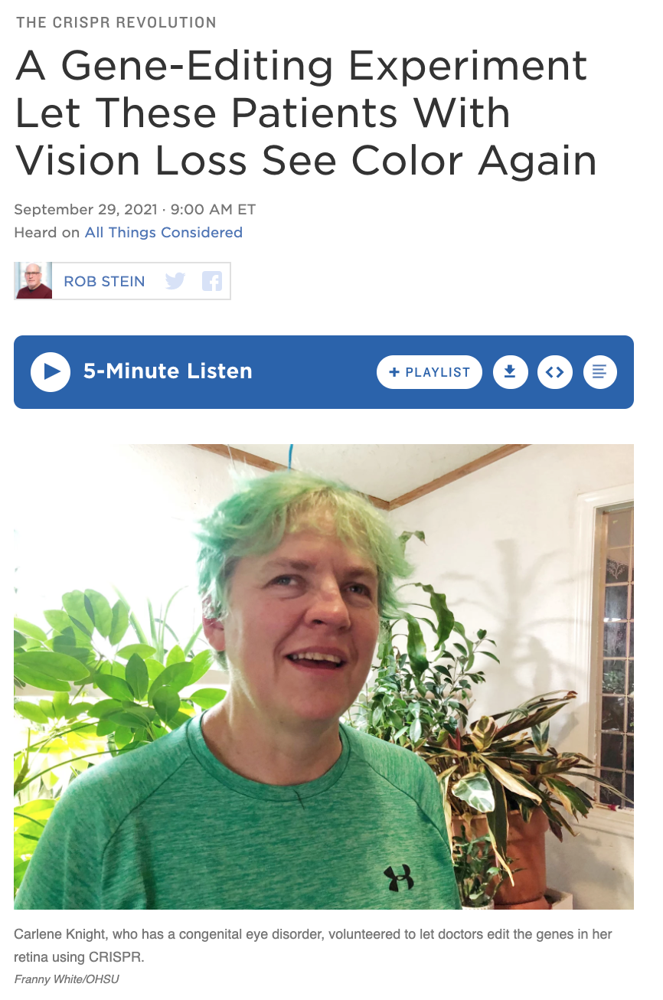 THE CRISPR REVOLUTION
A Gene-Editing Experiment
Let These Patients With
Vision Loss See Color Again
September 29, 2021 · 9:00 AM ET
Heard on All Things Considered
ROB STEIN
5-Minute Listen
+ PLAYLIST
Carlene Knight, who has a congenital eye disorder, volunteered to let doctors edit the genes in her
retina using CRISPR.
Franny White/OHSU